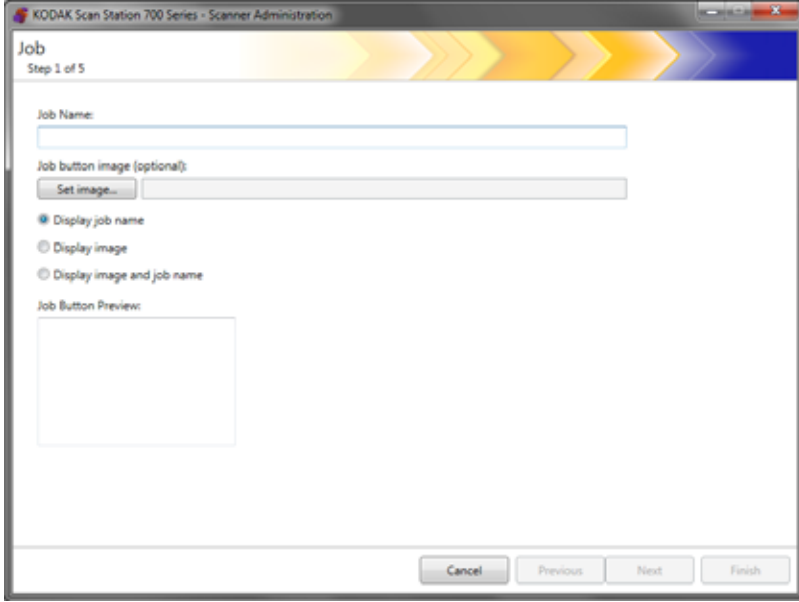 KODAK Scan Station 700 Series - Scanner Administration
Job
Step 1 of 5
Job Name:
Job button image (optional):
Set image...
Display job name
Display image
Display image and job name
Job Button Preview:
Cancel Previous Next Finish